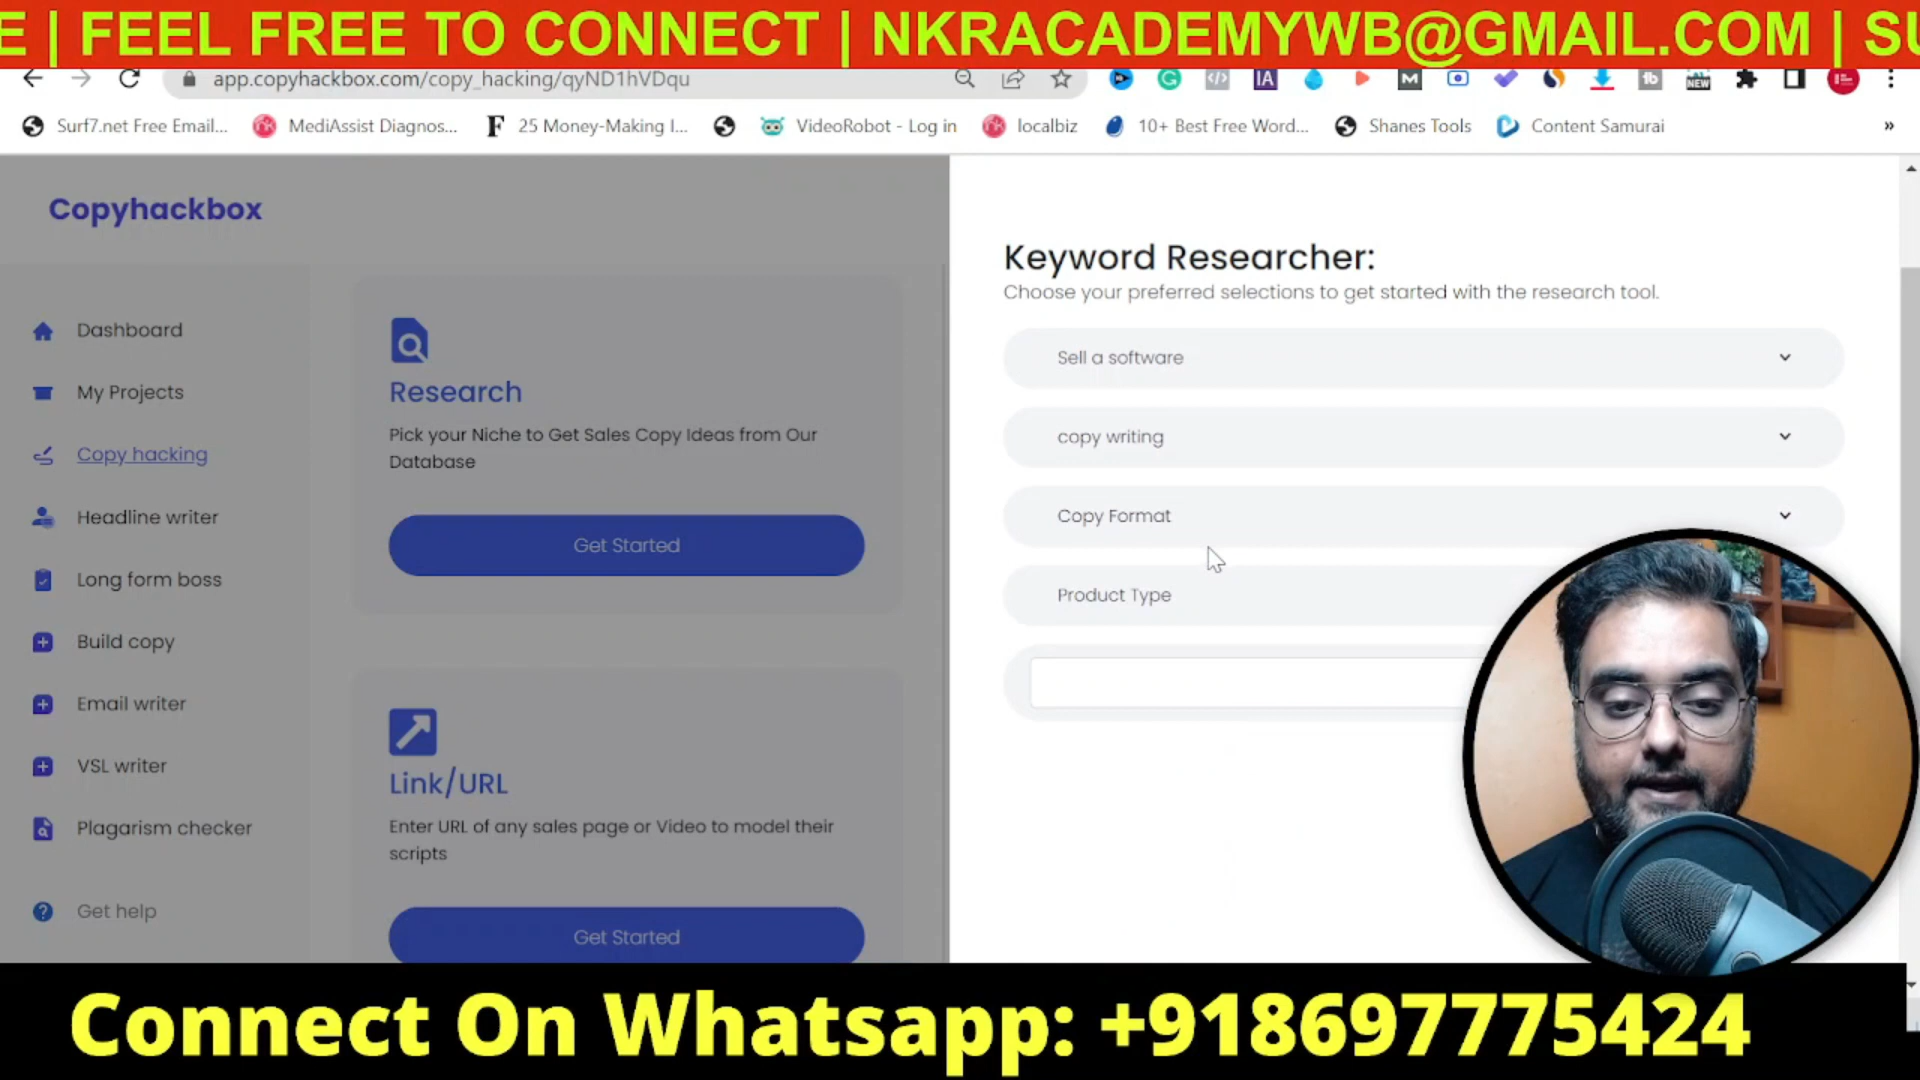 E | FEEL FREE TO CONNECT | NKRACADEMYWB@GMAIL.COM | SU
app.copyhackbox.com/copy_hacking/qyND1hVDqu
Surf7.net Free Email... MediAssist Diagnos... 25 Money-Making I... VideoRobot - Log in localbiz 10+ Best Free Word... Shanes Tools Content Samurai »
Copyhackbox
Dashboard
My Projects
Copy hacking
Headline writer
Long form boss
Build copy
Email writer
VSL writer
Plagarism checker
Get help
Research
Pick your Niche to Get Sales Copy Ideas from Our
Database
Get Started
Link/URL
Enter URL of any sales page or Video to model their
scripts
Get Started
Keyword Researcher:
Choose your preferred selections to get started with the research tool.
Sell a software
copy writing
Copy Format
Product Type
Connect On Whatsapp: +918697775424